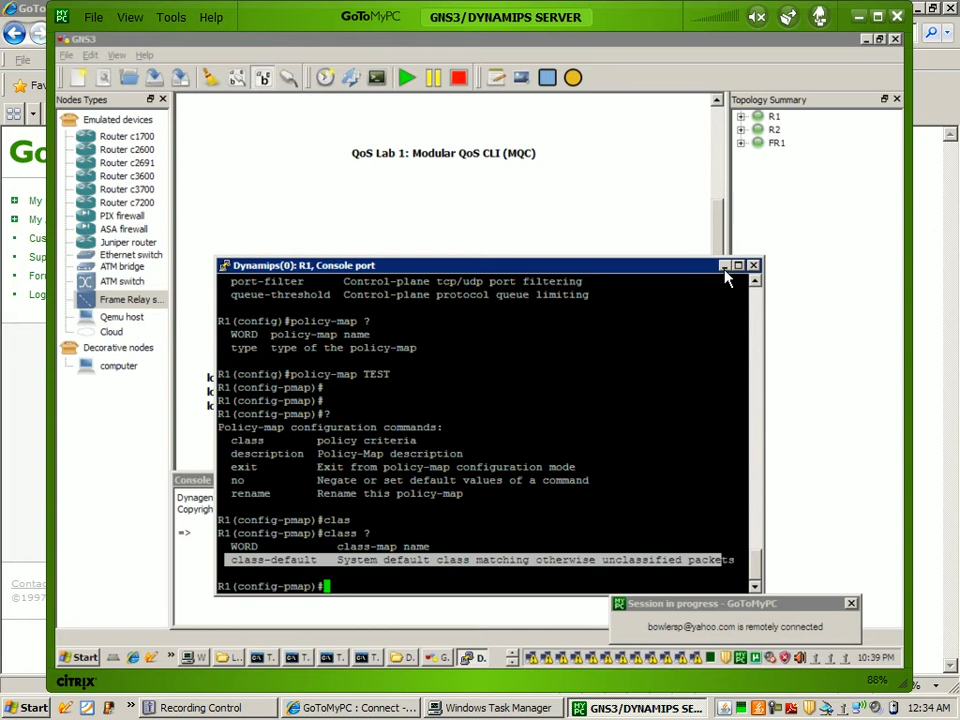 GoTo
File View Tools Help
GoToMyPC
GNS3/DYNAMIPS SERVER
GNS3
File Edit View Help
Nodes Types
Emulated devices
Router c1700
Router c2600
Router c2691
Router c3600
Router c3700
Router c7200
PIX firewall
ASA firewall
Juniper router
Ethernet switch
ATM bridge
ATM switch
Frame Relay s...
Qemu host
Cloud
Decorative nodes
computer
QoS Lab 1: Modular QoS CLI (MQC)
Topology Summary
R1
R2
FR1
Dynamips(0): R1, Console port
port-filter Control-plane tcp/udp port filtering
queue-threshold Control-plane protocol queue limiting
R1(config)#policy-map ?
WORD policy-map name
type type of the policy-map
R1(config)#policy-map TEST
R1(config-pmap)#
R1(config-pmap)#
R1(config-pmap)#?
Policy-map configuration commands:
class policy criteria
description Policy-Map description
exit Exit from policy-map configuration mode
no Negate or set default values of a command
rename Rename this policy-map
R1(config-pmap)#clas
R1(config-pmap)#class ?
WORD class-map name
class-default System default class matching otherwise unclassified packets
R1(config-pmap)#
Console
Dynagen
Copyrigh
=>
Session in progress - GoToMyPC
bowlersp@yahoo.com is remotely connected
Start
10:39 PM
CITRIX
88%
Start
Recording Control
GoToMyPC : Connect -...
Windows Task Manager
GNS3/DYNAMIPS SE...
12:34 AM